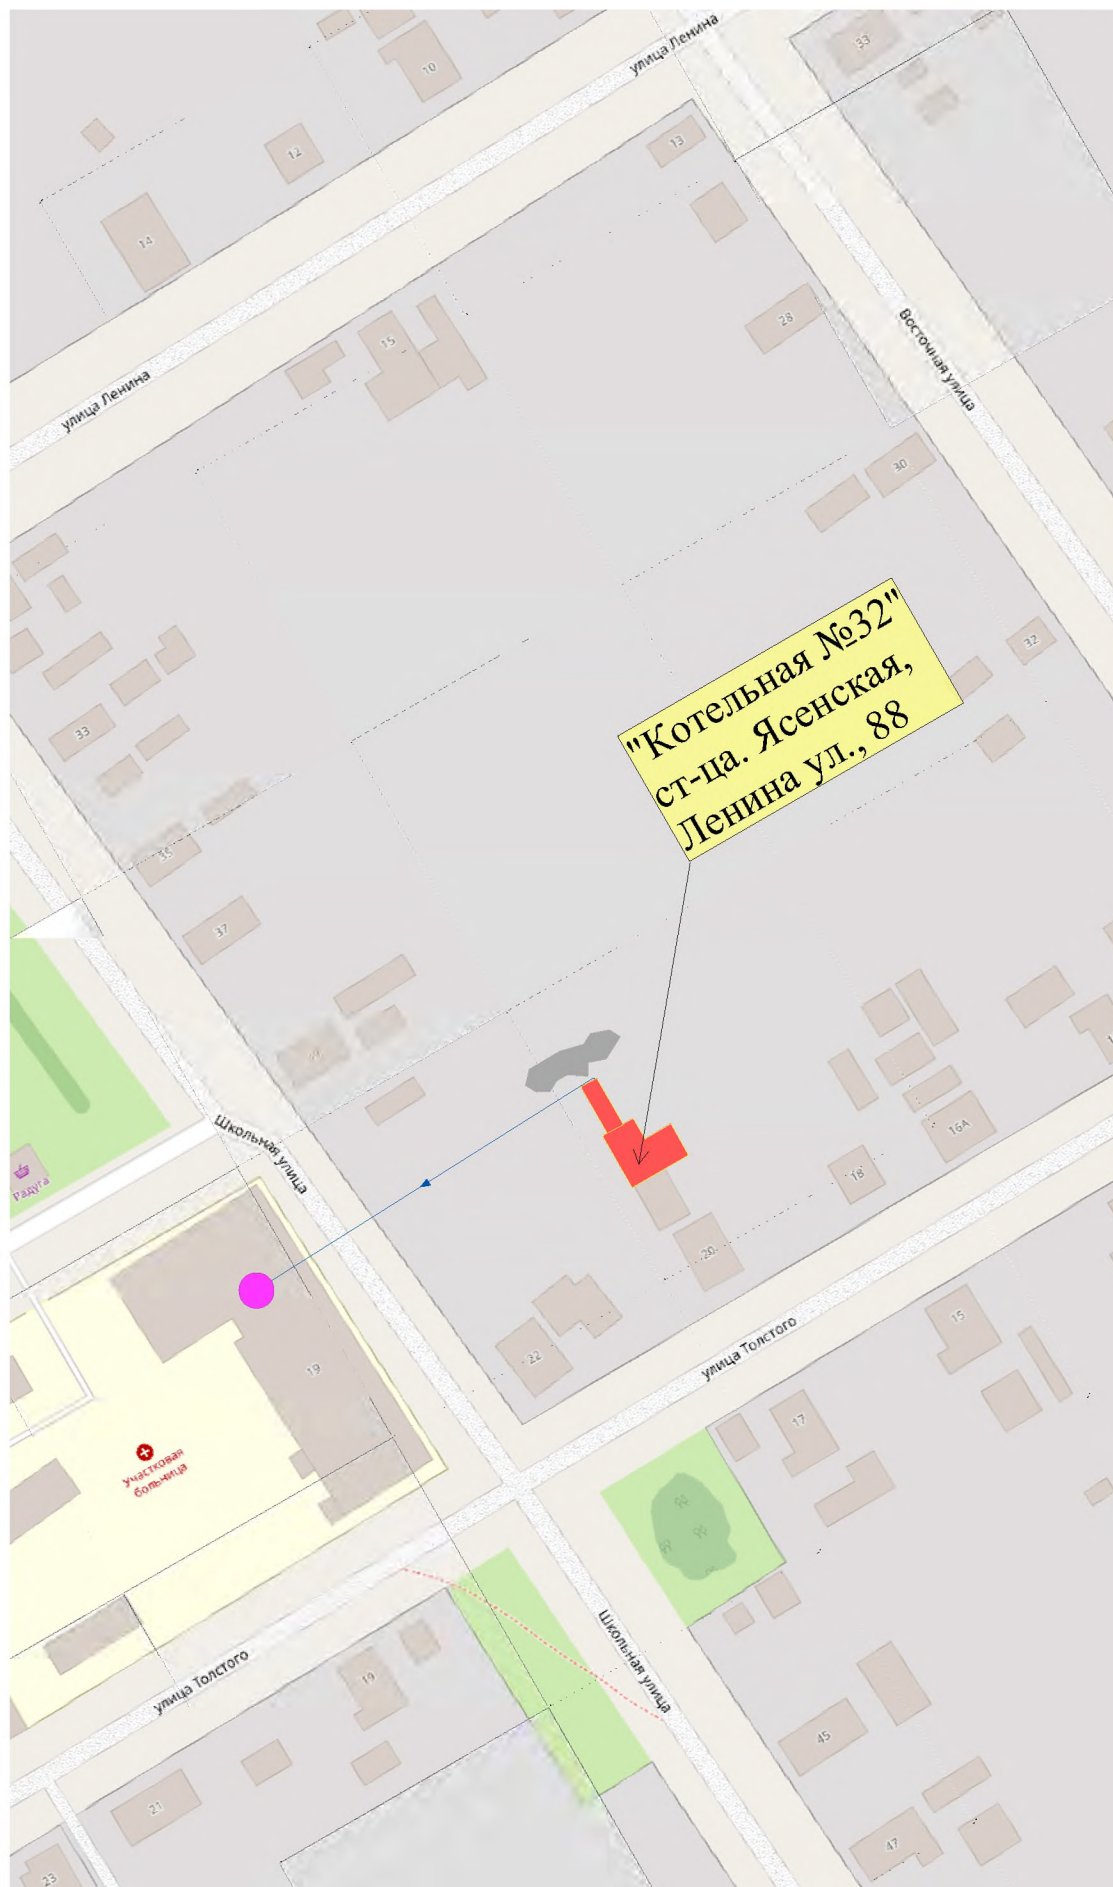 улица Ленина
33
10
13
12
14
28
15
Восточная улица
улица Ленина
30
32
33
"Котельная №32"
ст-ца. Ясенская,
Ленина ул., 88
35
37
Школьная улица
16А
18
Радуга
20
15
22
улица Толстого
19
17
Участковая
больница
Школьная улица
улица Толстого
19
45
21
47
23